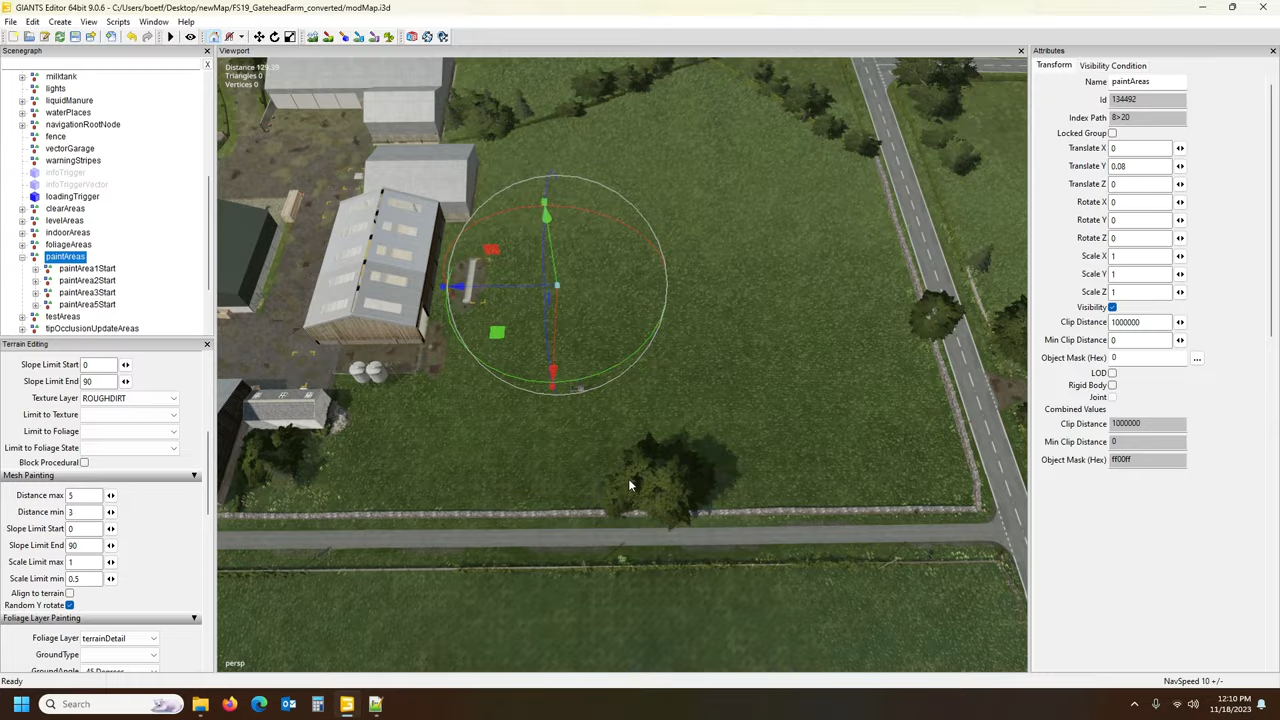 GIANTS Editor 64bit - 9.0.6 - C:/Users/boetf/Desktop/newMap/FS19_GatheadFarm_converted/modMap.i3d
File Edit Create View Scripts Window Help
Scenegraph
x
milktank
lights
liquidManure
waterPlaces
navigationRootNode
fence
vectorGarage
warningStripes
infoTrigger
infoTriggerVector
loadingTrigger
clearAreas
levelAreas
indoorAreas
foliageAreas
paintAreas
paintArea1Start
paintArea2Start
paintArea3Start
paintArea5Start
testAreas
tipOcclusionUpdateAreas
Terrain Editing
Slope Limit Start 0
Slope Limit End 90
Texture Layer ROUGHDIRT
Limit to Texture
Limit to Foliage
Limit to Foliage State
Block Procedural
Mesh Painting
Distance max 5
Distance min 3
Slope Limit Start 0
Slope Limit End 90
Scale Limit max 1
Scale Limit min 0.5
Align to terrain
Random Y rotate
Foliage Layer Painting
Foliage Layer terrainDetail
GroundType
GroundAngle -45 Degrees
Viewport
Distance 129.39
Triangles 0
Vertices 0
persp
Attributes
Transform Visibility Condition
Name paintAreas
Id 134492
Index Path 8>20
Locked Group
Translate X 0
Translate Y 0.08
Translate Z 0
Rotate X 0
Rotate Y 0
Rotate Z 0
Scale X 1
Scale Y 1
Scale Z 1
Visibility
Clip Distance 1000000
Min Clip Distance 0
Object Mask (Hex) 0 ...
LOD
Rigid Body
Joint
Combined Values
Clip Distance 1000000
Min Clip Distance 0
Object Mask (Hex) ff00ff
Ready
NavSpeed 10 +/-
Search
12:10 PM
11/18/2023